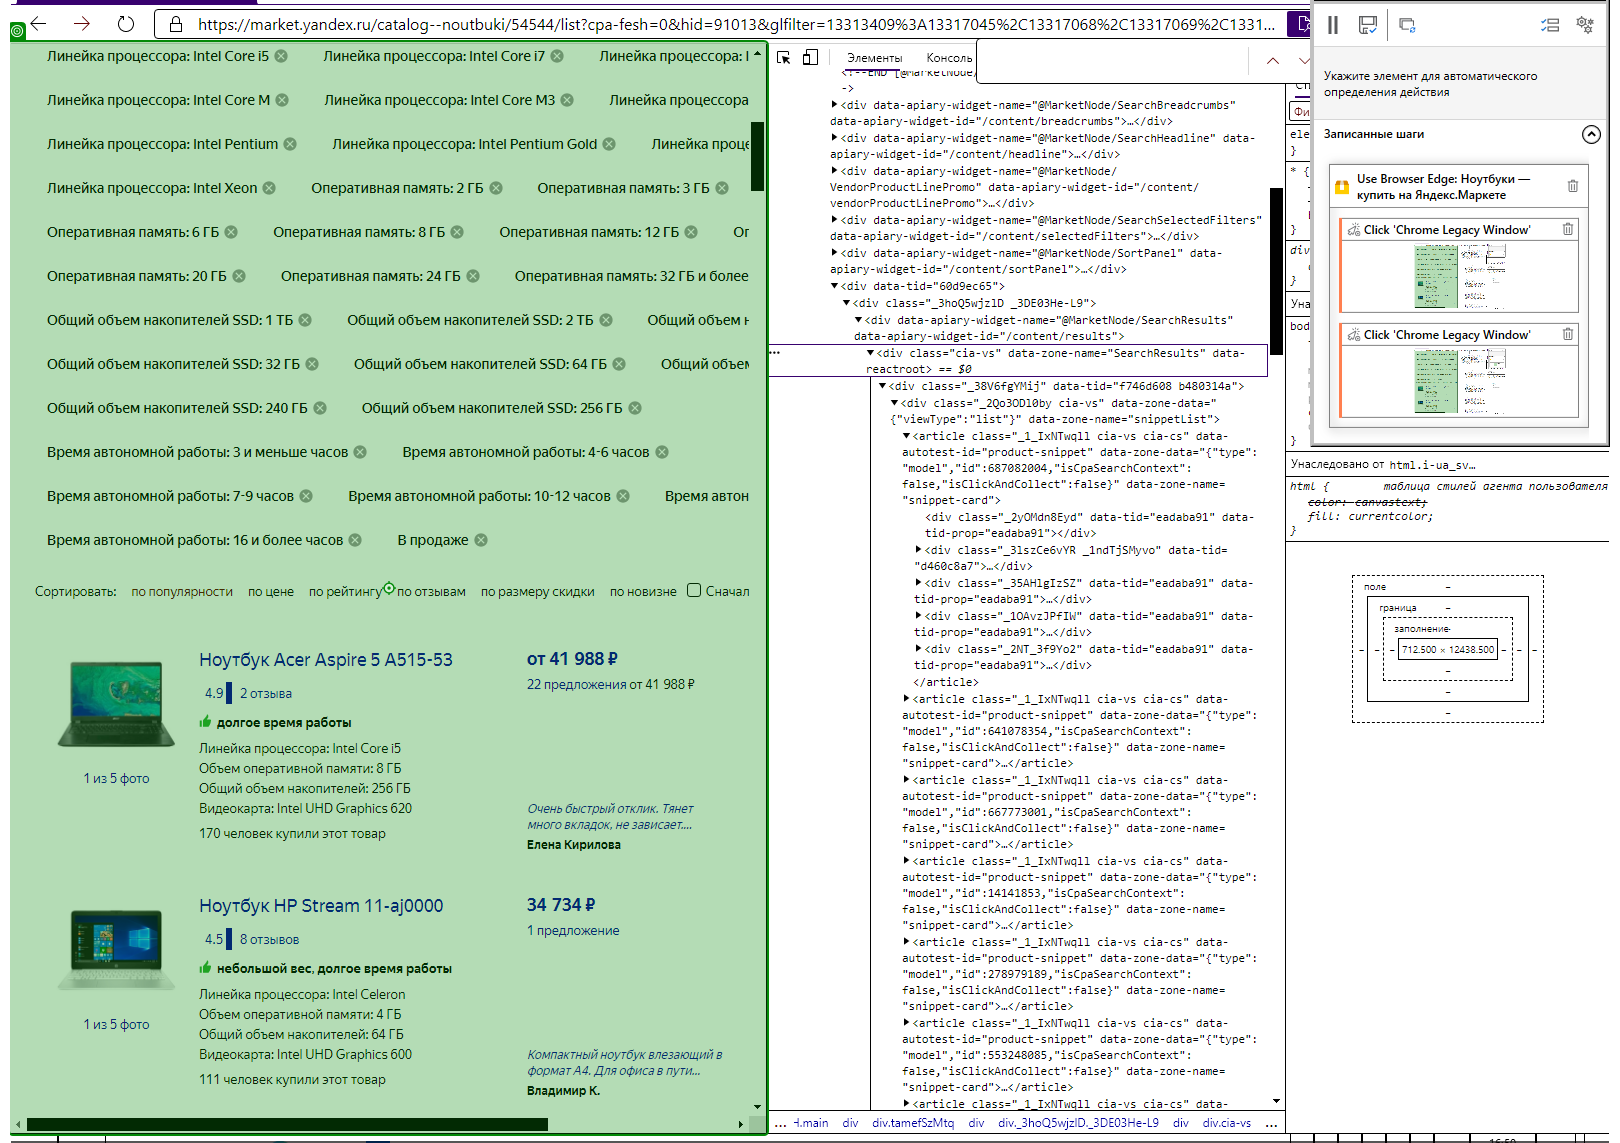 https://market.yandex.ru/catalog--noutbuki/54544/list?cpa-fesh=0&hid=91013&glfilter=13313409%3A13317045%2C13317068%2C13317069%2C1331...
Линейка процессора: Intel Core i5 Линейка процессора: Intel Core i7 Линейка процессора: I
Линейка процессора: Intel Core M Линейка процессора: Intel Core M3 Линейка процессора
Линейка процессора: Intel Pentium Линейка процессора: Intel Pentium Gold Линейка проце
Линейка процессора: Intel Xeon Оперативная память: 2 ГБ Оперативная память: 3 ГБ
Оперативная память: 6 ГБ Оперативная память: 8 ГБ Оперативная память: 12 ГБ Ог
Оперативная память: 20 ГБ Оперативная память: 24 ГБ Оперативная память: 32 ГБ и более
Общий объем накопителей SSD: 1 ТБ Общий объем накопителей SSD: 2 ТБ Общий объем н
Общий объем накопителей SSD: 32 ГБ Общий объем накопителей SSD: 64 ГБ Общий объем
Общий объем накопителей SSD: 240 ГБ Общий объем накопителей SSD: 256 ГБ
Время автономной работы: 3 и меньше часов Время автономной работы: 4-6 часов
Время автономной работы: 7-9 часов Время автономной работы: 10-12 часов Время автон
Время автономной работы: 16 и более часов В продаже
Сортировать: по популярности по цене по рейтингу по отзывам по размеру скидки по новизне Сначал
Ноутбук Acer Aspire 5 A515-53
от 41 988 ₽
4.9 2 отзыва
22 предложения от 41 988 ₽
долгое время работы
Линейка процессора: Intel Core i5
Объем оперативной памяти: 8 ГБ
1 из 5 фото
Общий объем накопителей: 256 ГБ
Видеокарта: Intel UHD Graphics 620
170 человек купили этот товар
Очень быстрый отклик. Тянет
много вкладок, не зависает....
Елена Кирилова
Ноутбук HP Stream 11-aj0000
34 734 ₽
4.5 8 отзывов
1 предложение
небольшой вес, долгое время работы
Линейка процессора: Intel Celeron
Объем оперативной памяти: 4 ГБ
1 из 5 фото
Общий объем накопителей: 64 ГБ
Видеокарта: Intel UHD Graphics 600
111 человек купили этот товар
Компактный ноутбук влезающий в
формат А4. Для офиса в пути...
Владимир К.
Элементы Консоль
<!--END [@MarketNode/
->
<div data-apiary-widget-name="@MarketNode/SearchBreadcrumbs"
data-apiary-widget-id="/content/breadcrumbs">…</div>
<div data-apiary-widget-name="@MarketNode/SearchHeadline" data-
apiary-widget-id="/content/headline">…</div>
<div data-apiary-widget-name="@MarketNode/
VendorProductLinePromo" data-apiary-widget-id="/content/
vendorProductLinePromo">…</div>
<div data-apiary-widget-name="@MarketNode/SearchSelectedFilters"
data-apiary-widget-id="/content/selectedFilters">…</div>
<div data-apiary-widget-name="@MarketNode/SortPanel" data-
apiary-widget-id="/content/sortPanel">…</div>
<div data-tid="60d9ec65">
<div class="_3hoQ5wjzlD _3DE03He-L9">
<div data-apiary-widget-name="@MarketNode/SearchResults"
data-apiary-widget-id="/content/results">
<div class="cia-vs" data-zone-name="SearchResults" data-
reactroot> == $0
<div class="_38V6fgYMij" data-tid="f746d608 b480314a">
<div class="_2Qo3ODl0by cia-vs" data-zone-data="
{"viewType":"list"}" data-zone-name="snippetList">
<article class="_1_IxNTwqll cia-vs cia-cs" data-
autotest-id="product-snippet" data-zone-data="{"type":
"model","id":687082004,"isCpaSearchContext":
false,"isClickAndCollect":false}" data-zone-name=
"snippet-card">
<div class="_2yOMdn8Eyd" data-tid="eadaba91" data-
tid-prop="eadaba91"></div>
<div class="_3lszCe6vYR _1ndTjSMyvo" data-tid=
"d460c8a7">…</div>
<div class="_35AHlgIzSZ" data-tid="eadaba91" data-
tid-prop="eadaba91">…</div>
<div class="_1OAvzJPfIW" data-tid="eadaba91" data-
tid-prop="eadaba91">…</div>
<div class="_2NT_3f9Yo2" data-tid="eadaba91" data-
tid-prop="eadaba91">…</div>
</article>
<article class="_1_IxNTwqll cia-vs cia-cs" data-
autotest-id="product-snippet" data-zone-data="{"type":
"model","id":641078354,"isCpaSearchContext":
false,"isClickAndCollect":false}" data-zone-name=
"snippet-card">…</article>
<article class="_1_IxNTwqll cia-vs cia-cs" data-
autotest-id="product-snippet" data-zone-data="{"type":
"model","id":667773001,"isCpaSearchContext":
false,"isClickAndCollect":false}" data-zone-name=
"snippet-card">…</article>
<article class="_1_IxNTwqll cia-vs cia-cs" data-
autotest-id="product-snippet" data-zone-data="{"type":
"model","id":14141853,"isCpaSearchContext":
false,"isClickAndCollect":false}" data-zone-name=
"snippet-card">…</article>
<article class="_1_IxNTwqll cia-vs cia-cs" data-
autotest-id="product-snippet" data-zone-data="{"type":
"model","id":278979189,"isCpaSearchContext":
false,"isClickAndCollect":false}" data-zone-name=
"snippet-card">…</article>
<article class="_1_IxNTwqll cia-vs cia-cs" data-
autotest-id="product-snippet" data-zone-data="{"type":
"model","id":553248085,"isCpaSearchContext":
false,"isClickAndCollect":false}" data-zone-name=
"snippet-card">…</article>
<article class="_1_IxNTwqll cia-vs cia-cs" data-
... H.main div div.tamefSzMtq div div._3hoQ5wjzlD._3DE03He-L9 div div.cia-vs ...
Фи
ele
}
* {
}
div
}
Уна
bod
}
Унаследовано от html.i-ua_sv…
html { таблица стилей агента пользователя
color: canvastext;
fill: currentcolor;
}
поле –
граница –
заполнение-
– – – 712.500 × 12438.500 – – –
–
–
–
Укажите элемент для автоматического
определения действия
Записанные шаги
Use Browser Edge: Ноутбуки —
купить на Яндекс.Маркете
Click 'Chrome Legacy Window'
Click 'Chrome Legacy Window'